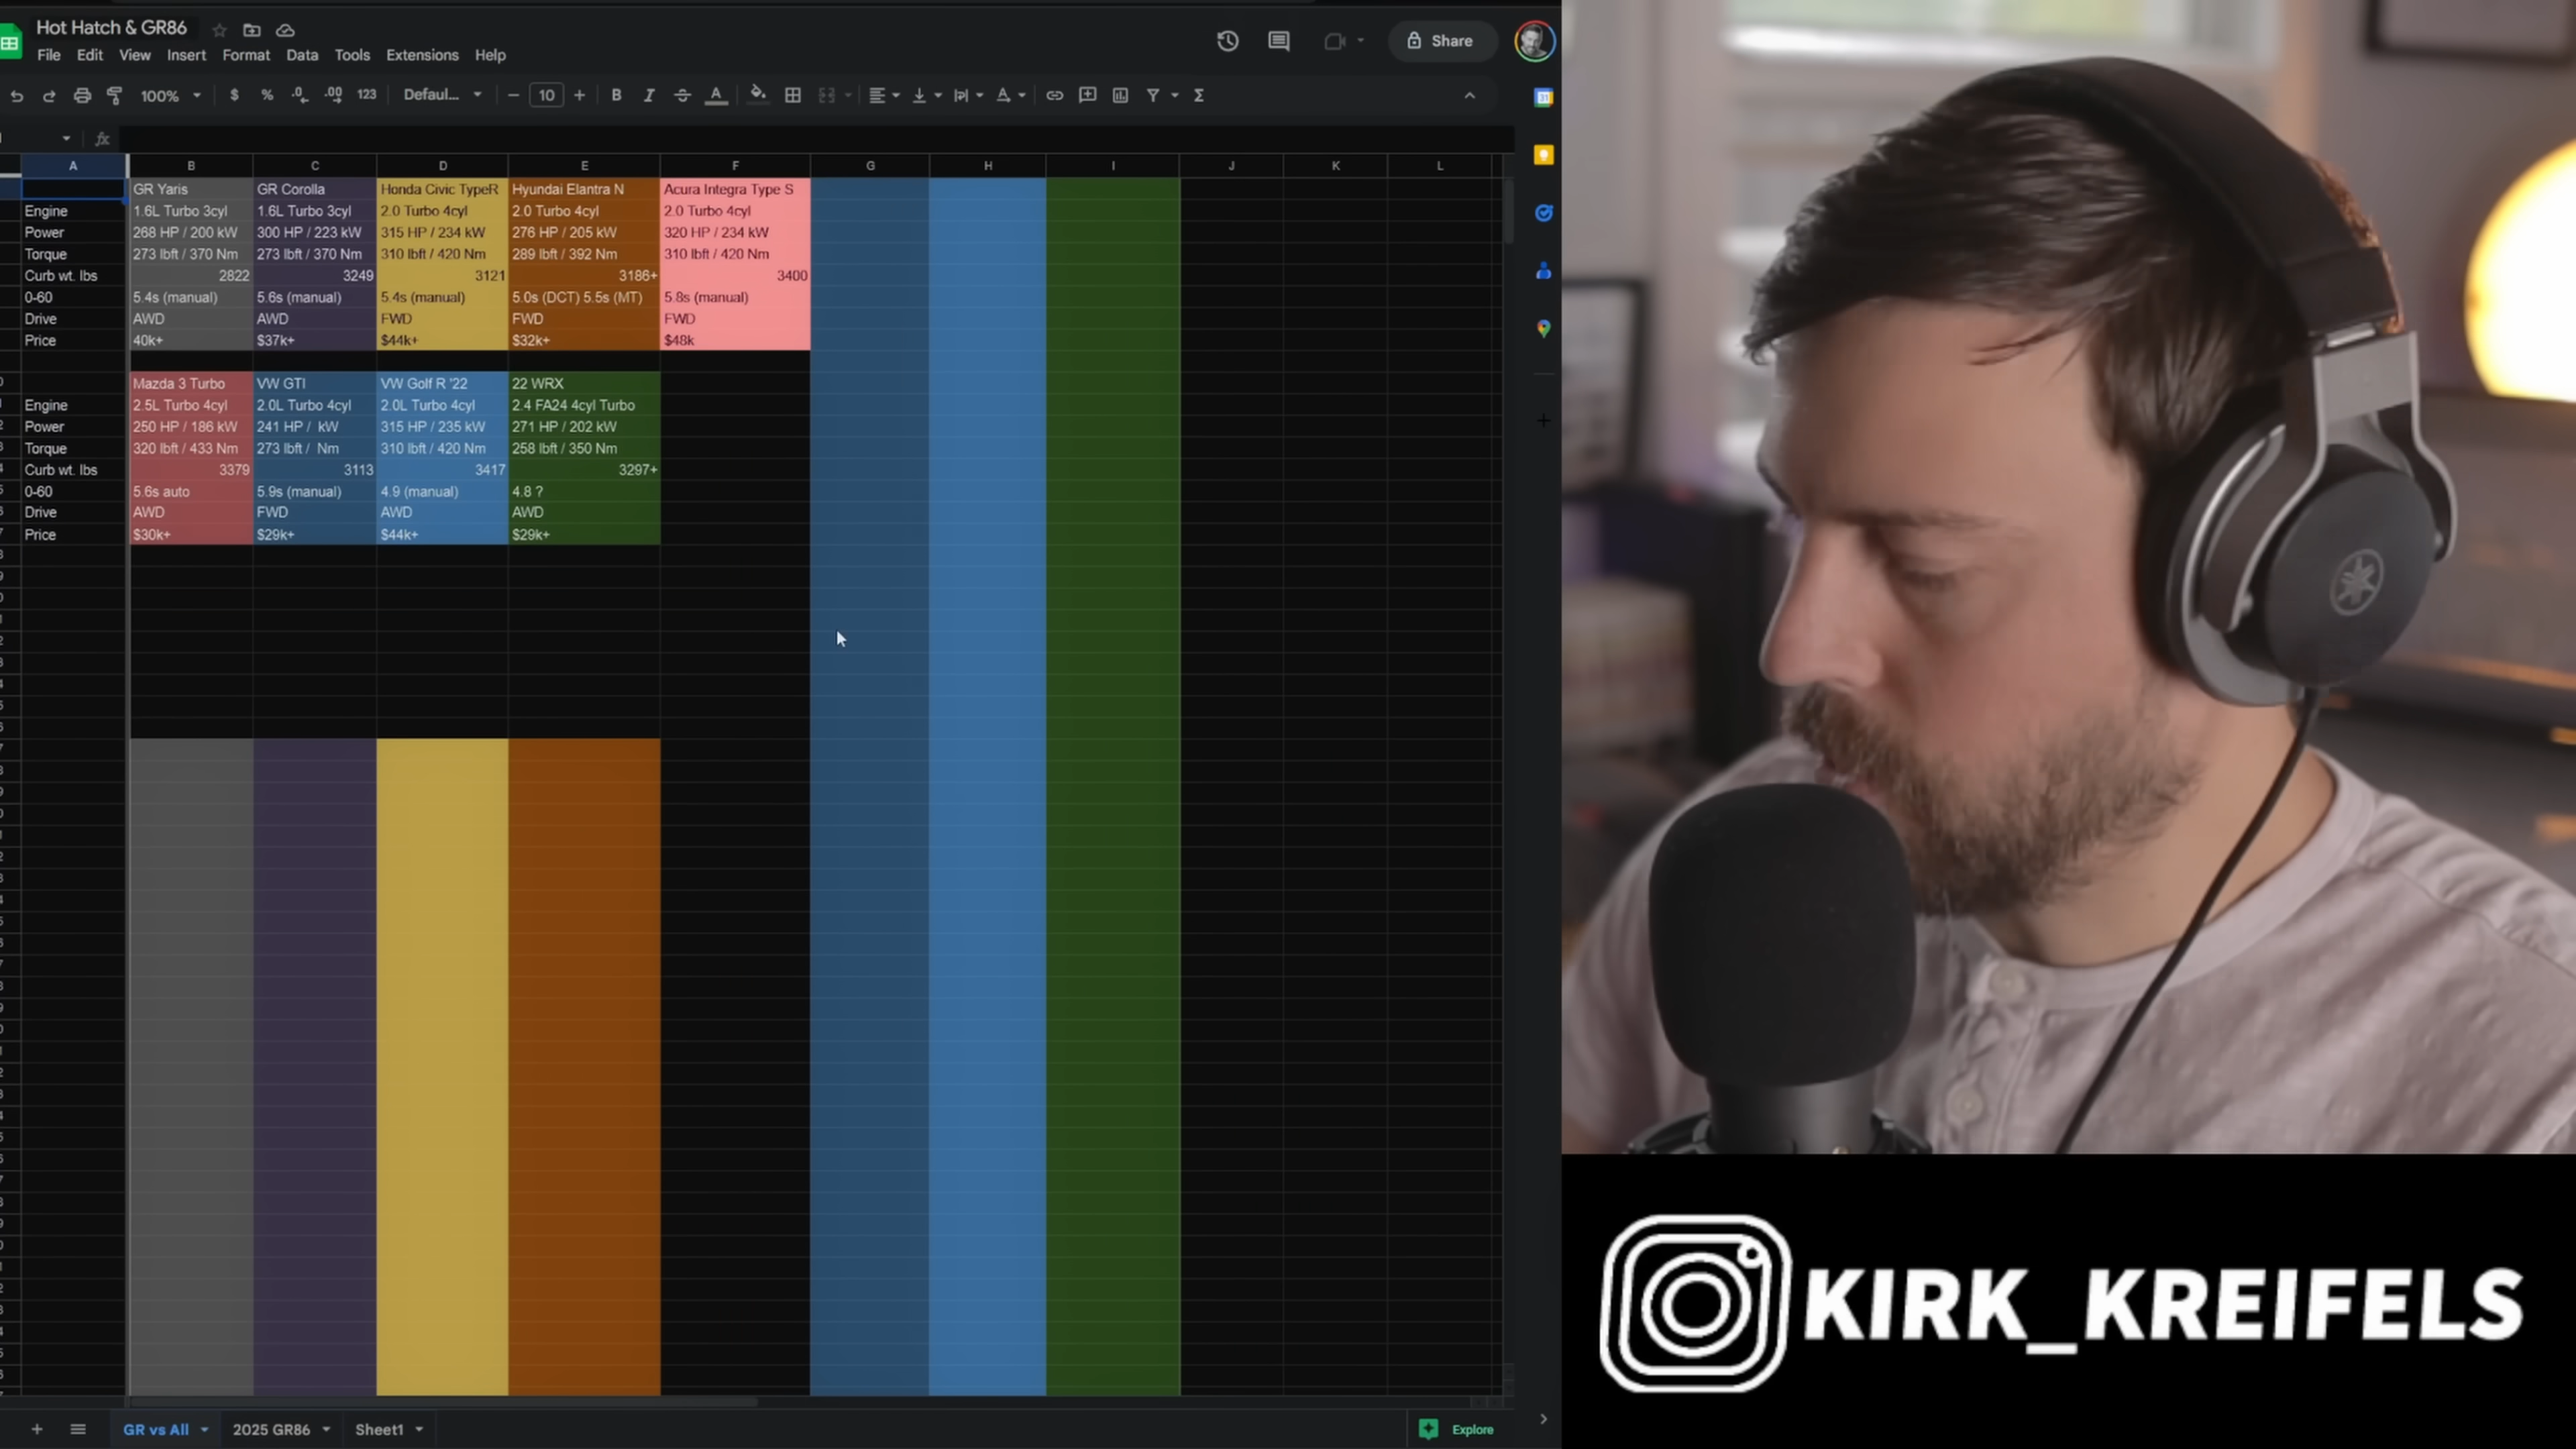 Hot Hatch & GR86
File Edit View Insert Format Data Tools Extensions Help
Share
100% $ % .0 .00 123 Defaul... − 10 + B I S A Σ
fx
A B C D E F G H I J K L
GR Yaris GR Corolla Honda Civic TypeR Hyundai Elantra N Acura Integra Type S
Engine 1.6L Turbo 3cyl 1.6L Turbo 3cyl 2.0 Turbo 4cyl 2.0 Turbo 4cyl 2.0 Turbo 4cyl
Power 268 HP / 200 kW 300 HP / 223 kW 315 HP / 234 kW 276 HP / 205 kW 320 HP / 234 kW
Torque 273 lbft / 370 Nm 273 lbft / 370 Nm 310 lbft / 420 Nm 289 lbft / 392 Nm 310 lbft / 420 Nm
Curb wt. lbs 2822 3249 3121 3186+ 3400
0-60 5.4s (manual) 5.6s (manual) 5.4s (manual) 5.0s (DCT) 5.5s (MT) 5.8s (manual)
Drive AWD AWD FWD FWD FWD
Price 40k+ $37k+ $44k+ $32k+ $48k
Mazda 3 Turbo VW GTI VW Golf R '22 22 WRX
Engine 2.5L Turbo 4cyl 2.0L Turbo 4cyl 2.0L Turbo 4cyl 2.4 FA24 4cyl Turbo
Power 250 HP / 186 kW 241 HP / kW 315 HP / 235 kW 271 HP / 202 kW
Torque 320 lbft / 433 Nm 273 lbft / Nm 310 lbft / 420 Nm 258 lbft / 350 Nm
Curb wt. lbs 3379 3113 3417 3297+
0-60 5.6s auto 5.9s (manual) 4.9 (manual) 4.8 ?
Drive AWD FWD AWD AWD
Price $30k+ $29k+ $44k+ $29k+
GR vs All 2025 GR86 Sheet1 Explore
KIRK_KREIFELS